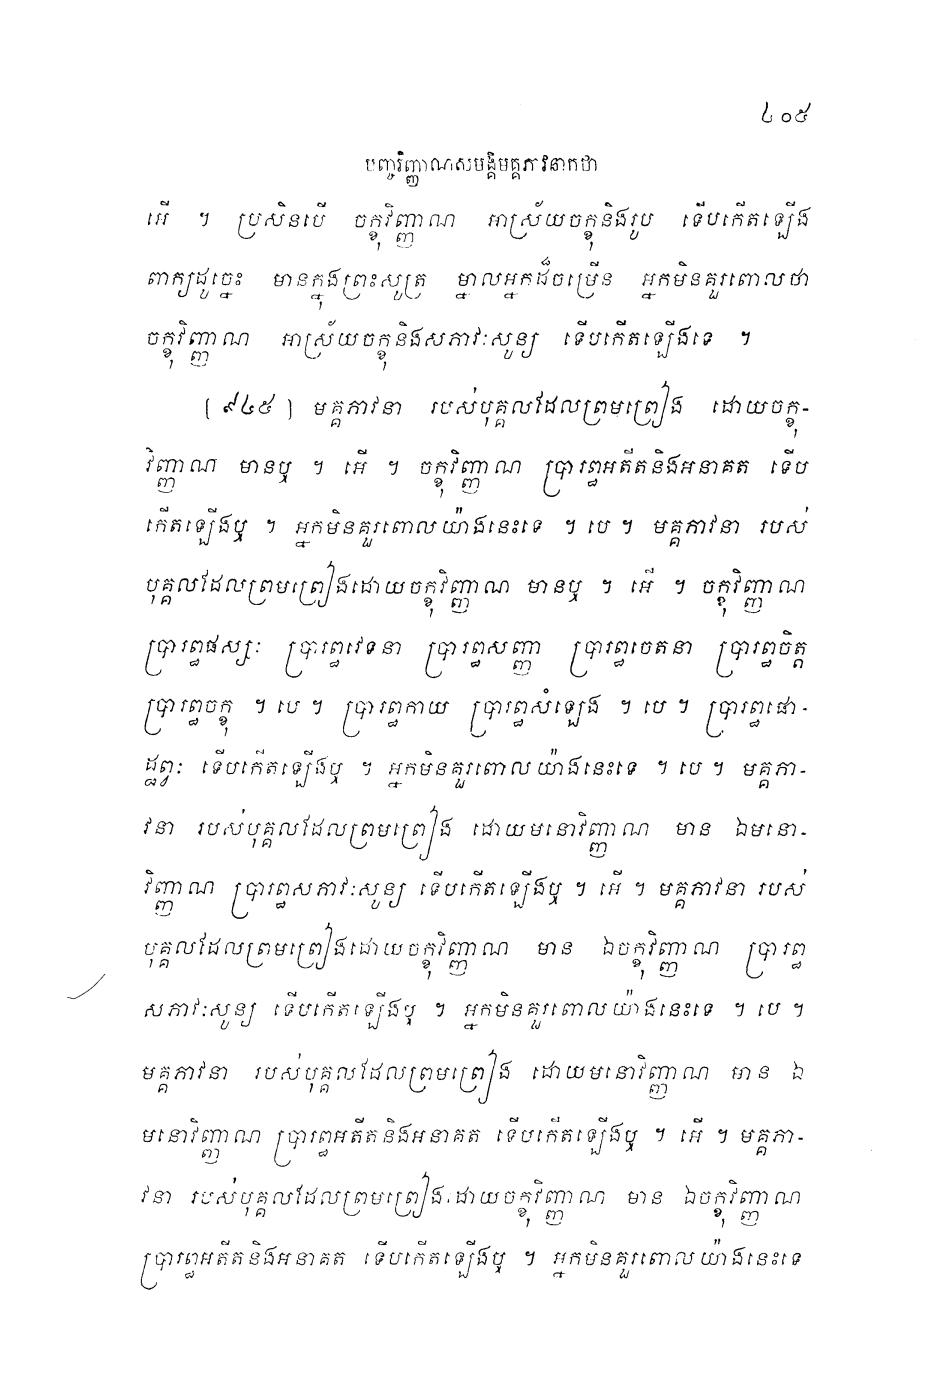 ៤០៥
បញ្ចវិញ្ញាណសមង្គិមគ្គភាវនាកថា
អើ ។ ប្រសិនបើ ចក្ខុវិញ្ញាណ អាស្រ័យចក្ខុនិងរូប ទើបកើតឡើង
ពាក្យដូច្នេះ មានក្នុងព្រះសូត្រ ម្នាលអ្នកដ៏ចម្រើន អ្នកមិនគួរពោលថា
ចក្ខុវិញ្ញាណ អាស្រ័យចក្ខុនិងសភាវៈសូន្យ ទើបកើតឡើងទេ ។
[៩៤៥] មគ្គភាវនា របស់បុគ្គលដែលព្រមព្រៀង ដោយចក្ខុ-
វិញ្ញាណ មានឬ ។ អើ ។ ចក្ខុវិញ្ញាណ ប្រារព្ធអតីតនិងអនាគត ទើប
កើតឡើងឬ ។ អ្នកមិនគួរពោលយ៉ាងនេះទេ ។ បេ ។ មគ្គភាវនា របស់
បុគ្គលដែលព្រមព្រៀងដោយចក្ខុវិញ្ញាណ មានឬ ។ អើ ។ ចក្ខុវិញ្ញាណ
ប្រារព្ធផស្សៈ ប្រារព្ធវេទនា ប្រារព្ធសញ្ញា ប្រារព្ធចេតនា ប្រារព្ធចិត្ត
ប្រារព្ធចក្ខុ ។ បេ ។ ប្រារព្ធកាយ ប្រារព្ធសំឡេង ។ បេ ។ ប្រារព្ធផោ-
ដ្ឋព្វៈ ទើបកើតឡើងឬ ។ អ្នកមិនគួរពោលយ៉ាងនេះទេ ។ បេ ។ មគ្គភា-
វនា របស់បុគ្គលដែលព្រមព្រៀង ដោយមនោវិញ្ញាណ មាន ឯមនោ-
វិញ្ញាណ ប្រារព្ធសភាវៈសូន្យ ទើបកើតឡើងឬ ។ អើ ។ មគ្គភាវនា របស់
បុគ្គលដែលព្រមព្រៀងដោយចក្ខុវិញ្ញាណ មាន ឯចក្ខុវិញ្ញាណ ប្រារព្ធ
សភាវៈសូន្យ ទើបកើតឡើងឬ ។ អ្នកមិនគួរពោលយ៉ាងនេះទេ ។ បេ ។
មគ្គភាវនា របស់បុគ្គលដែលព្រមព្រៀង ដោយមនោវិញ្ញាណ មាន ឯ
មនោវិញ្ញាណ ប្រារព្ធអតីតនិងអនាគត ទើបកើតឡើងឬ ។ អើ ។ មគ្គភា-
វនា របស់បុគ្គលដែលព្រមព្រៀងដោយចក្ខុវិញ្ញាណ មាន ឯចក្ខុវិញ្ញាណ
ប្រារព្ធអតីតនិងអនាគត ទើបកើតឡើងឬ ។ អ្នកមិនគួរពោលយ៉ាងនេះទេ